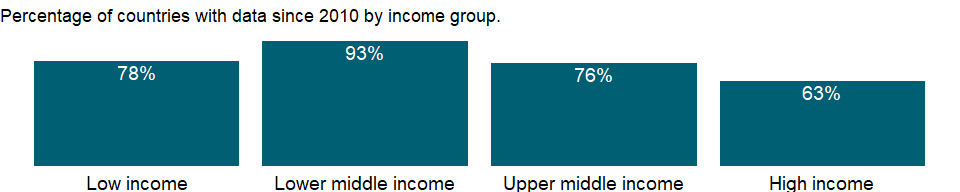 Percentage of countries with data since 2010 by income group.
78%
93%
76%
63%
Low income
Lower middle income
Upper middle income
High income